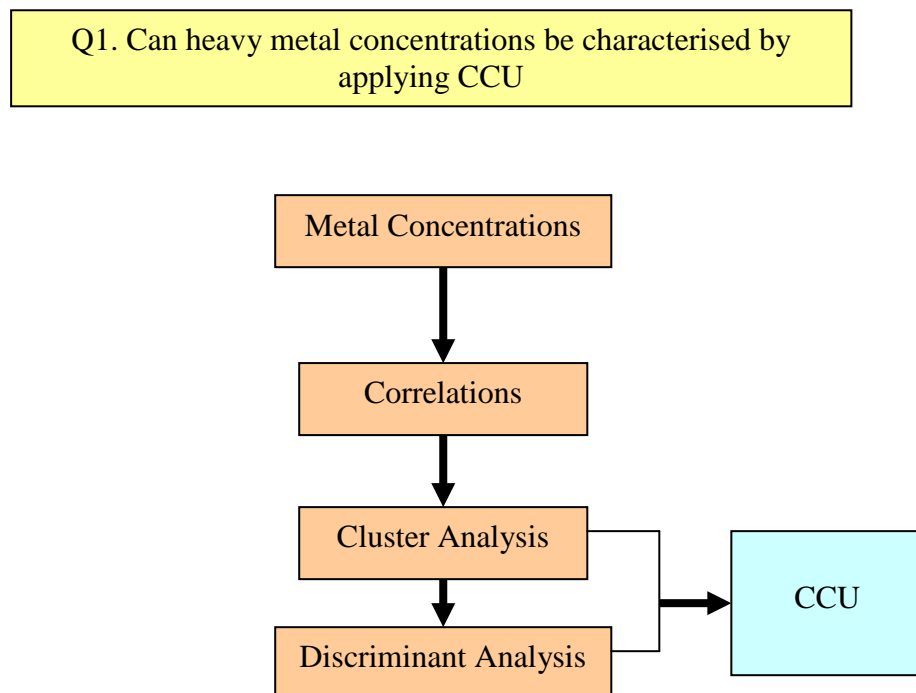 Q1. Can heavy metal concentrations be characterised by
applying CCU
Metal Concentrations
Correlations
Cluster Analysis
CCU
Discriminant Analysis